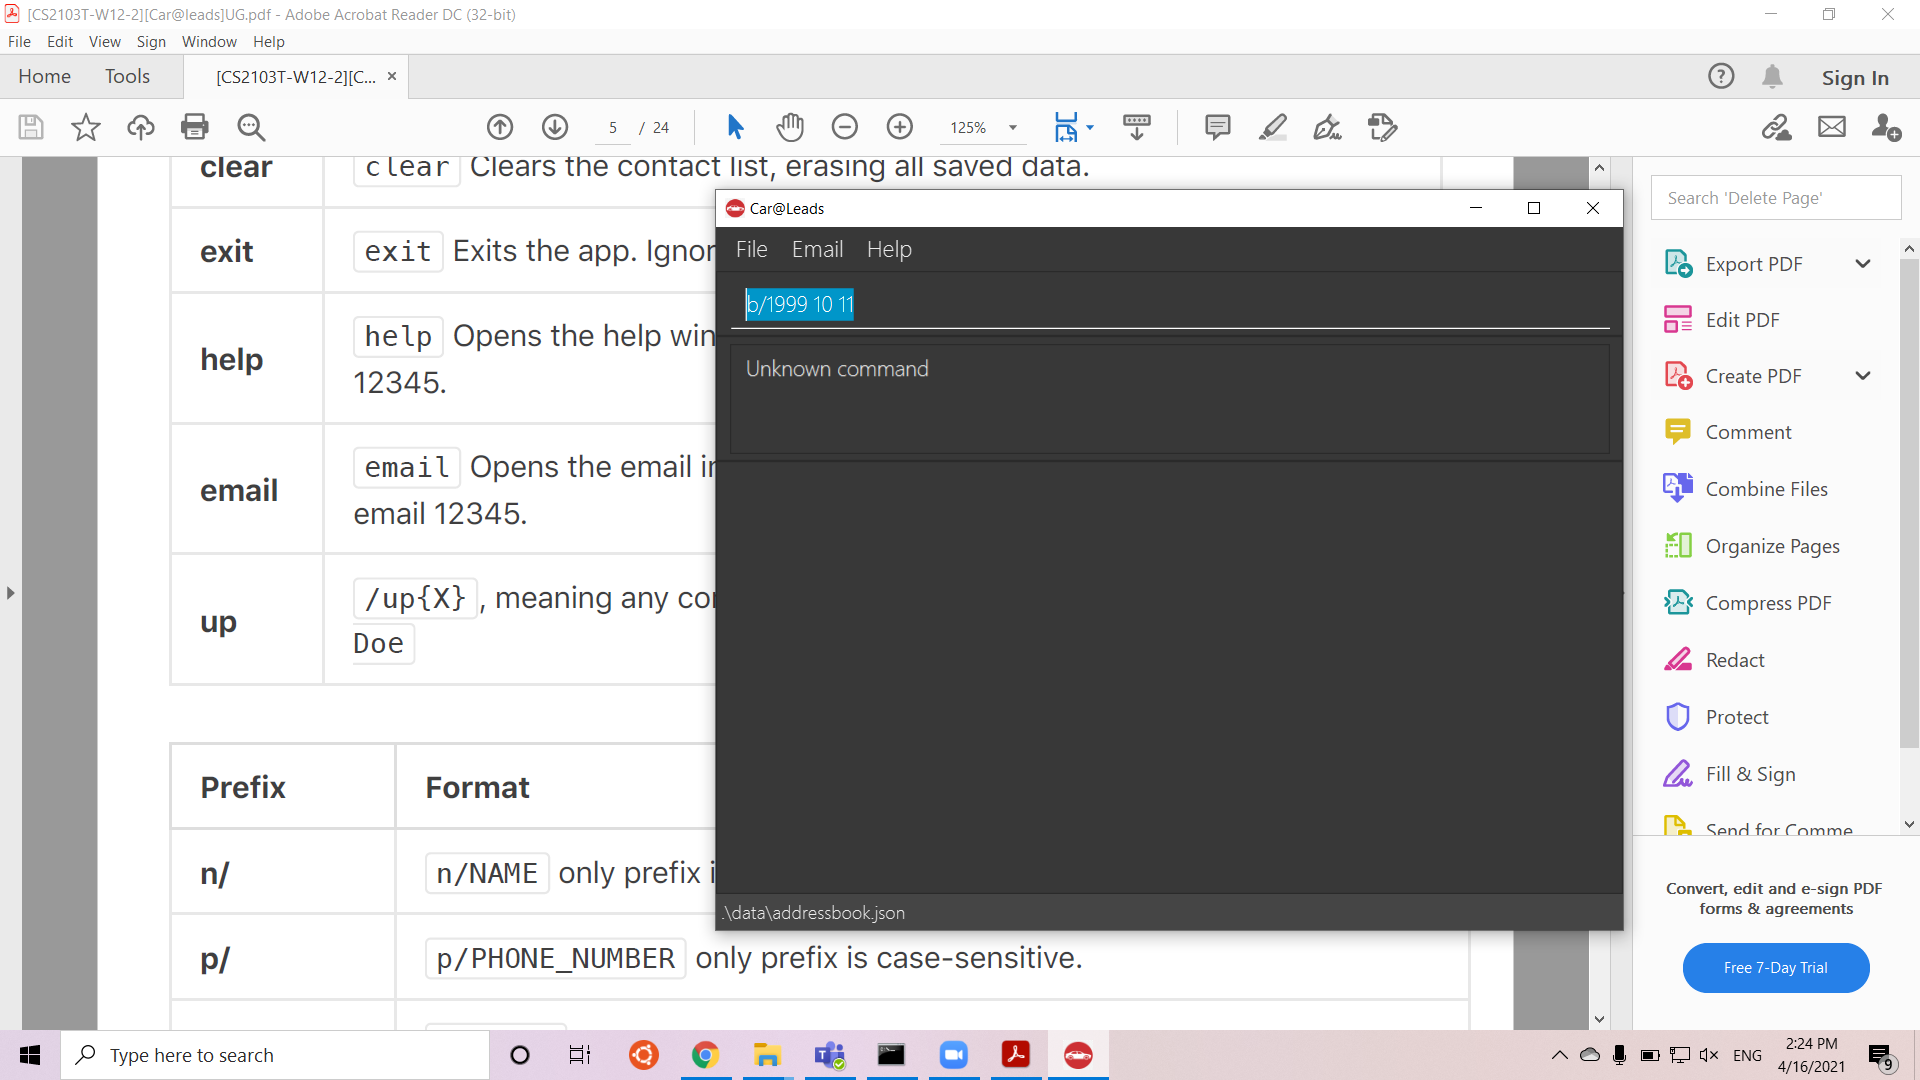 [CS2103T-W12-2][Car@leads]UG.pdf - Adobe Acrobat Reader DC (32-bit)
File Edit View Sign Window Help
Home Tools [CS2103T-W12-2][C... × Sign In
5 / 24 125%
clear clear Clears the contact list, erasing all saved data.
exit exit Exits the app. Ignor
help help Opens the help win
12345.
email email Opens the email in
email 12345.
up /up{X} , meaning any cor
Doe
Prefix Format
n/ n/NAME only prefix i
p/ p/PHONE_NUMBER only prefix is case-sensitive.
Car@Leads
File Email Help
b/1999 10 11
Unknown command
.\data\addressbook.json
Search 'Delete Page'
Export PDF
Edit PDF
Create PDF
Comment
Combine Files
Organize Pages
Compress PDF
Redact
Protect
Fill & Sign
Send for Comme
Convert, edit and e-sign PDF
forms & agreements
Free 7-Day Trial
Type here to search
ENG
2:24 PM
4/16/2021
9